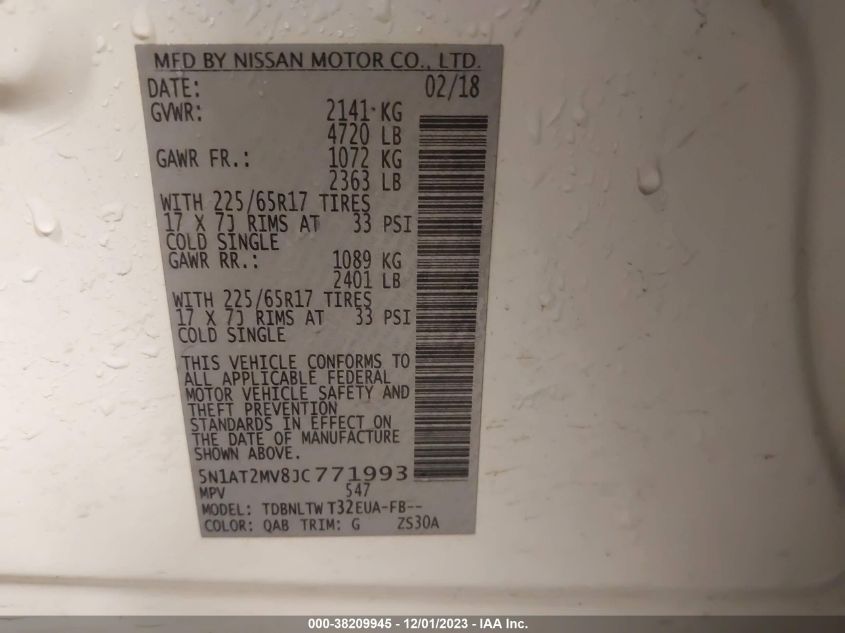 MFD BY NISSAN MOTOR CO., LTD.
DATE: 02/18
GVWR: 2141 KG
4720 LB
GAWR FR.: 1072 KG
2363 LB
WITH 225/65R17 TIRES
17 X 7J RIMS AT 33 PSI
COLD SINGLE
GAWR RR.: 1089 KG
2401 LB
WITH 225/65R17 TIRES
17 X 7J RIMS AT 33 PSI
COLD SINGLE
THIS VEHICLE CONFORMS TO
ALL APPLICABLE FEDERAL
MOTOR VEHICLE SAFETY AND
THEFT PREVENTION
STANDARDS IN EFFECT ON
THE DATE OF MANUFACTURE
SHOWN ABOVE.
5N1AT2MV8JC771993
MPV 547
MODEL: TDBNLTW T32EUA-FB--
COLOR: QAB TRIM: G ZS30A
000-38209945 - 12/01/2023 - IAA Inc.